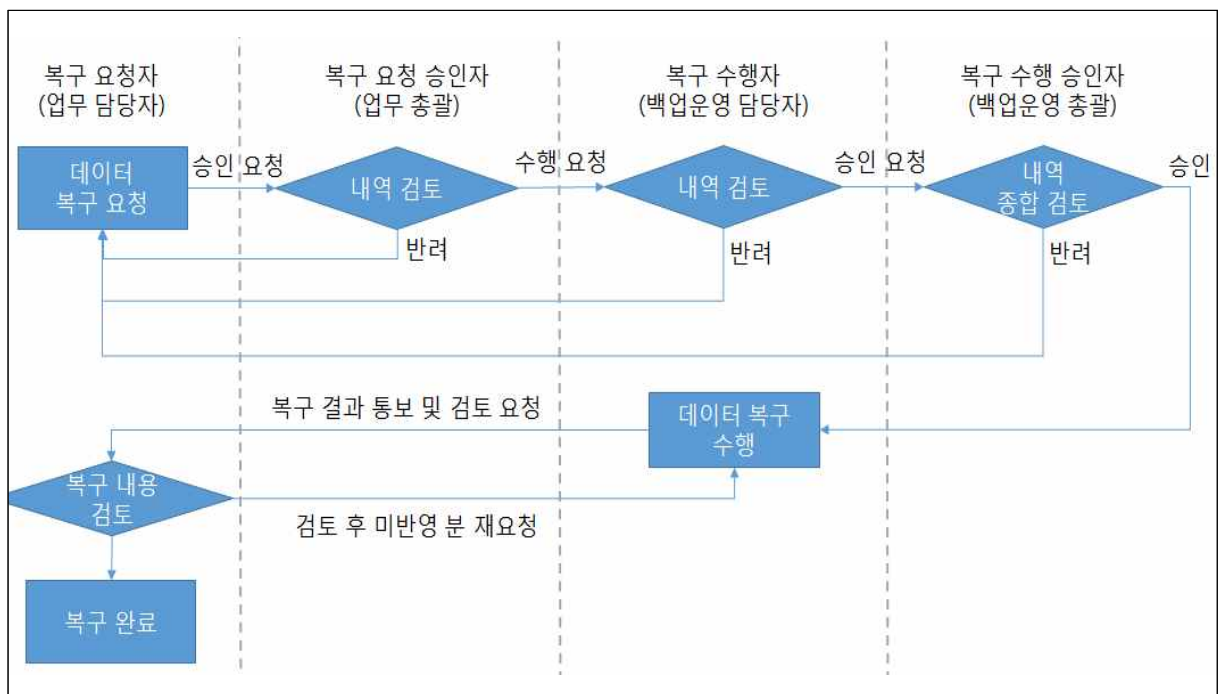 복구 요청자
(업무 담당자)
복구 요청 승인자
(업무 총괄)
복구 수행자
(백업운영 담당자)
복구 수행 승인자
(백업운영 총괄)
데이터
복구 요청
승인 요청
내역 검토
수행 요청
내역 검토
승인 요청
내역
종합 검토
승인
반려
반려
반려
복구 결과 통보 및 검토 요청
데이터 복구
수행
복구 내용
검토
검토 후 미반영 분 재요청
복구 완료